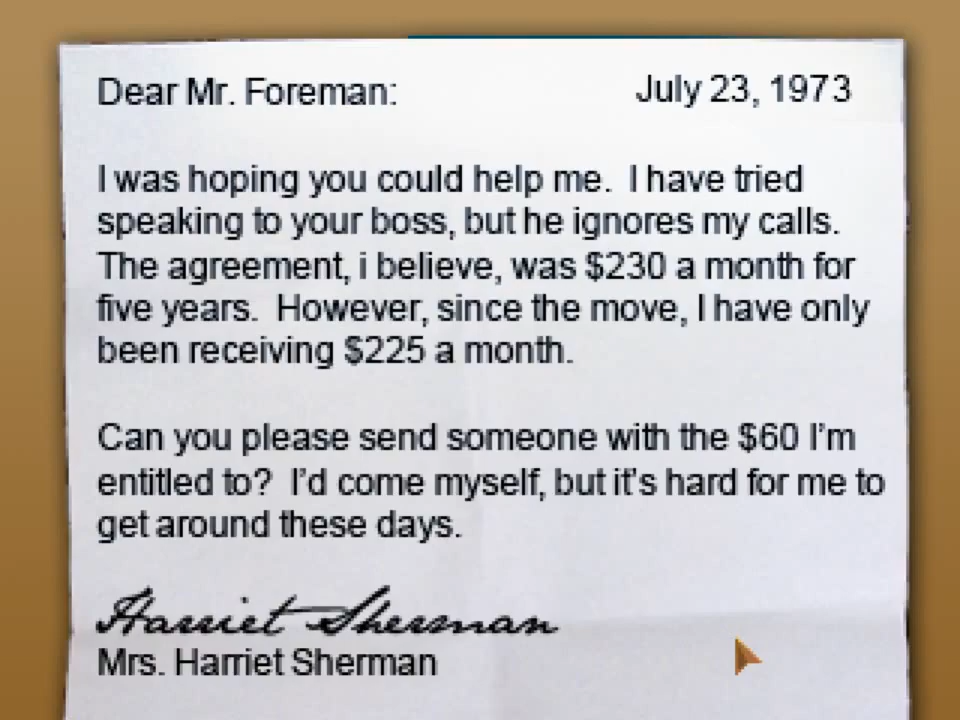 Dear Mr. Foreman: July 23, 1973
I was hoping you could help me. I have tried
speaking to your boss, but he ignores my calls.
The agreement, i believe, was $230 a month for
five years. However, since the move, I have only
been receiving $225 a month.
Can you please send someone with the $60 I'm
entitled to? I'd come myself, but it's hard for me to
get around these days.
Harriet Sherman
Mrs. Harriet Sherman